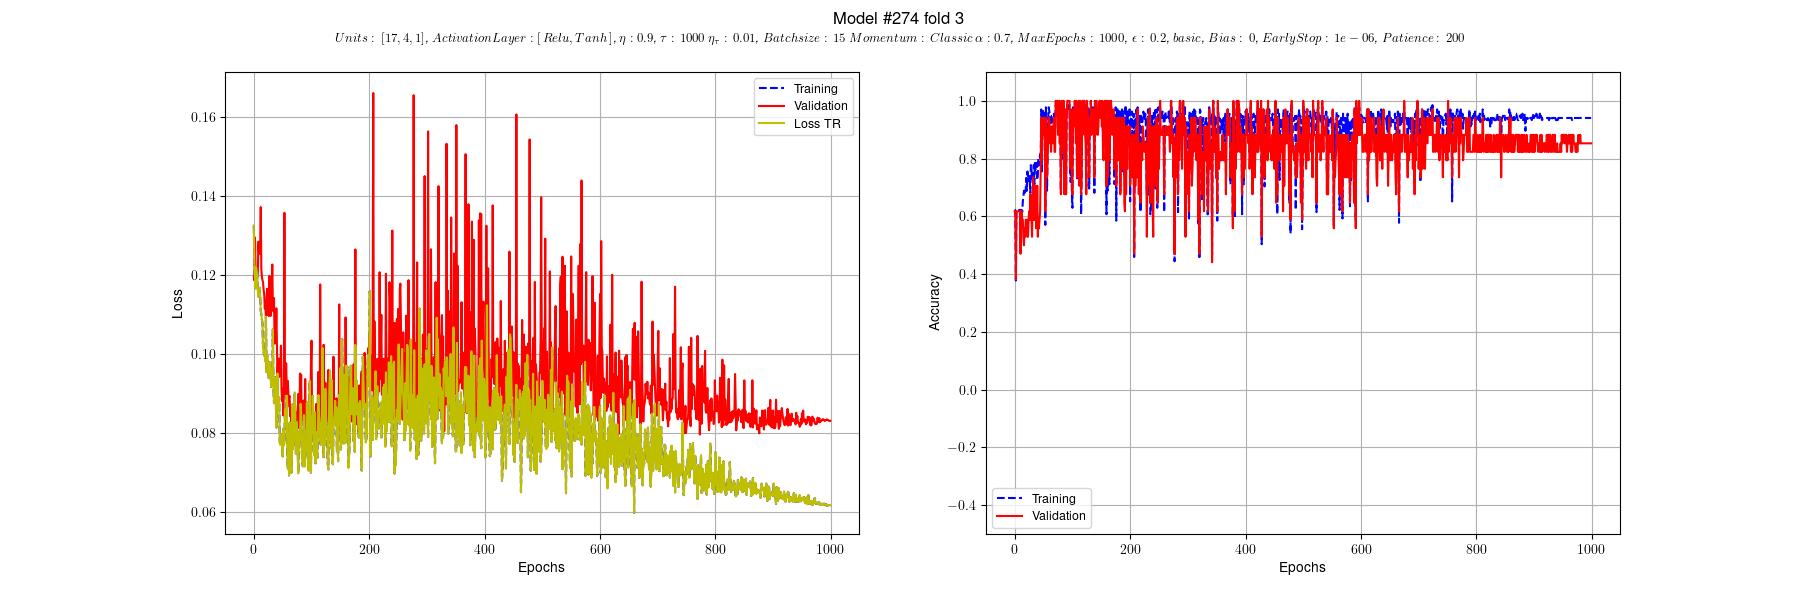 Model #274 fold 3
Units : [17, 4, 1], ActivationLayer : [Relu, Tanh], η : 0.9, τ : 1000 ητ : 0.01, Batchsize : 15 Momentum : Classic α : 0.7, MaxEpochs : 1000, ϵ : 0.2, basic, Bias : 0, EarlyStop : 1e − 06, Patience : 200
Training
Validation
Loss TR
0.16
0.14
0.12
0.10
0.08
0.06
Loss
0 200 400 600 800 1000
Epochs
1.0
0.8
0.6
0.4
0.2
0.0
−0.2
−0.4
Accuracy
Training
Validation
0 200 400 600 800 1000
Epochs